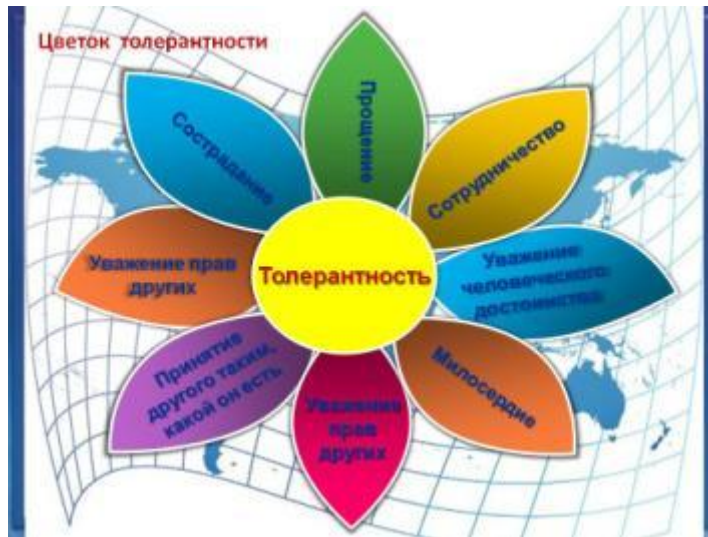 Цветок толерантности
Прощение
Сострадание
Сотрудничество
Уважение прав
других
Толерантность
Уважение
человеческого
достоинства
Принятие
другого таким,
какой он есть
Уважение
прав
других
Милосердие